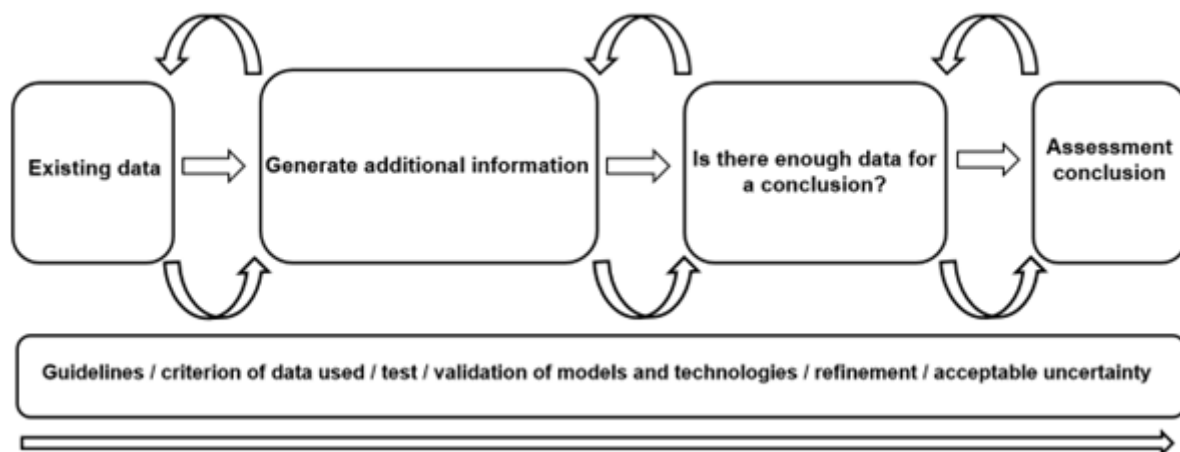 Existing data
Generate additional information
Is there enough data for
a conclusion?
Assessment
conclusion
Guidelines / criterion of data used / test / validation of models and technologies / refinement / acceptable uncertainty